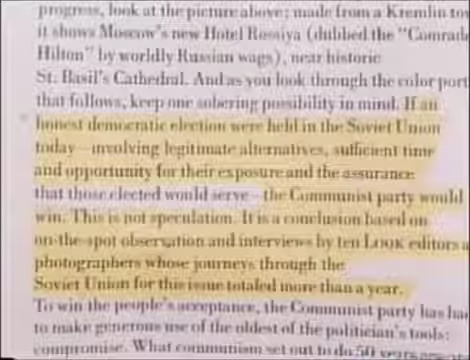 progress, look at the picture above; made from a Kremlin
it shows Moscow's new Hotel Rossiya (dubbed the "Comrade
Hilton" by worldly Russian wags), near historic
St. Basil's Cathedral. And as you look through the color
that follows, keep one sobering possibility in mind. If an
honest democratic election were held in the Soviet Union
today—involving legitimate alternatives, sufficient time
and opportunity for their exposure and the assurance
that those elected would serve—the Communist party would
win. This is not speculation. It is a conclusion based on
on-the-spot observation and interviews by ten LOOK editors
photographers whose journeys through the
Soviet Union for this issue totaled more than a year.
To win the people's acceptance, the Communist party has
to make generous use of the oldest of the politician's tools:
compromise. What communism set out to do 50